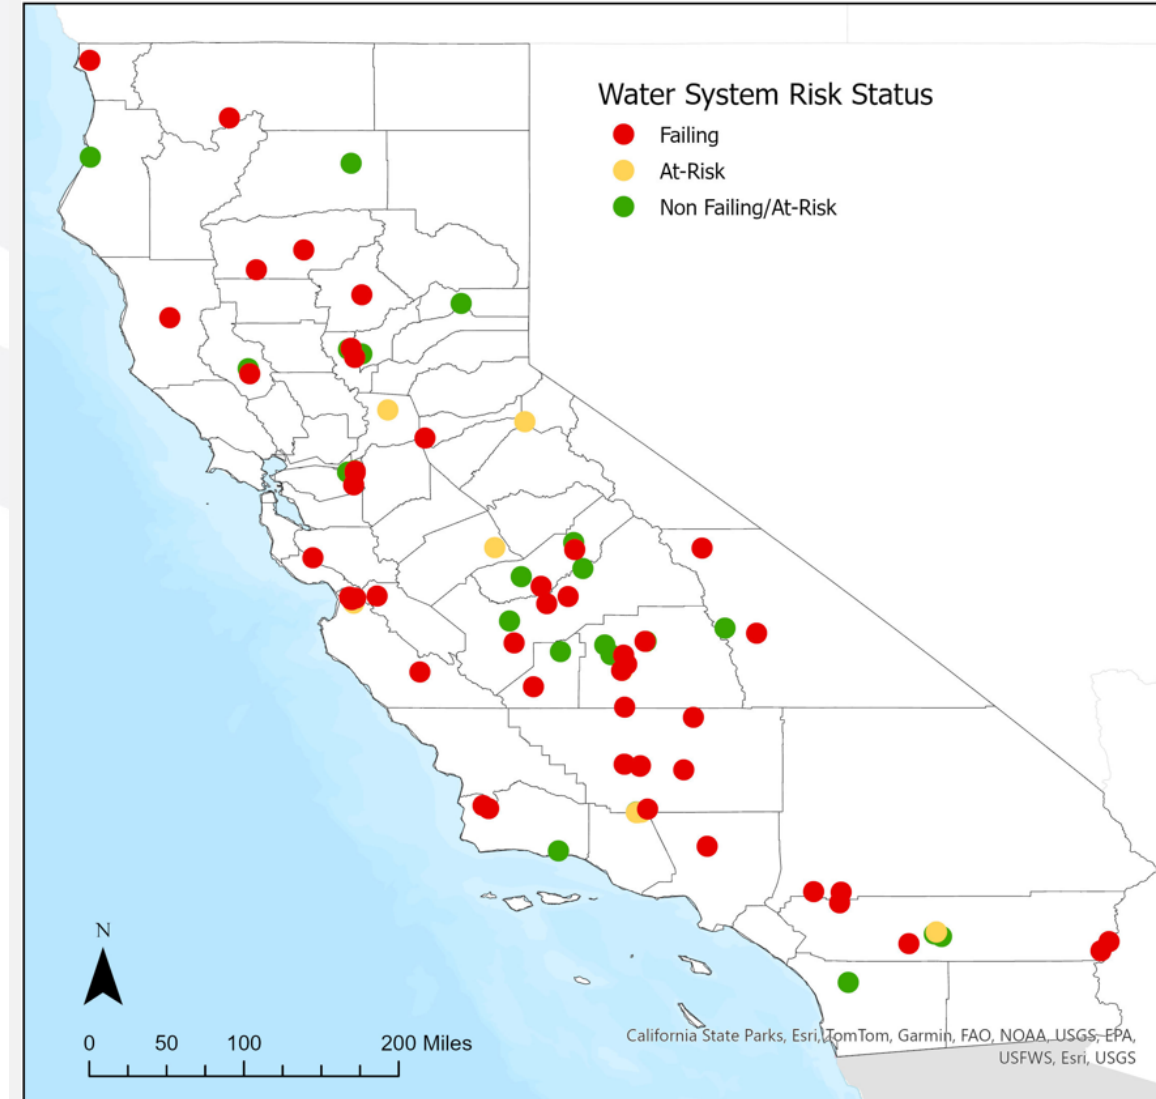 Water System Risk Status
Failing
At-Risk
Non Failing/At-Risk
N
0 50 100 200 Miles
California State Parks, Esri, TomTom, Garmin, FAO, NOAA, USGS, EPA,
USFWS, Esri, USGS